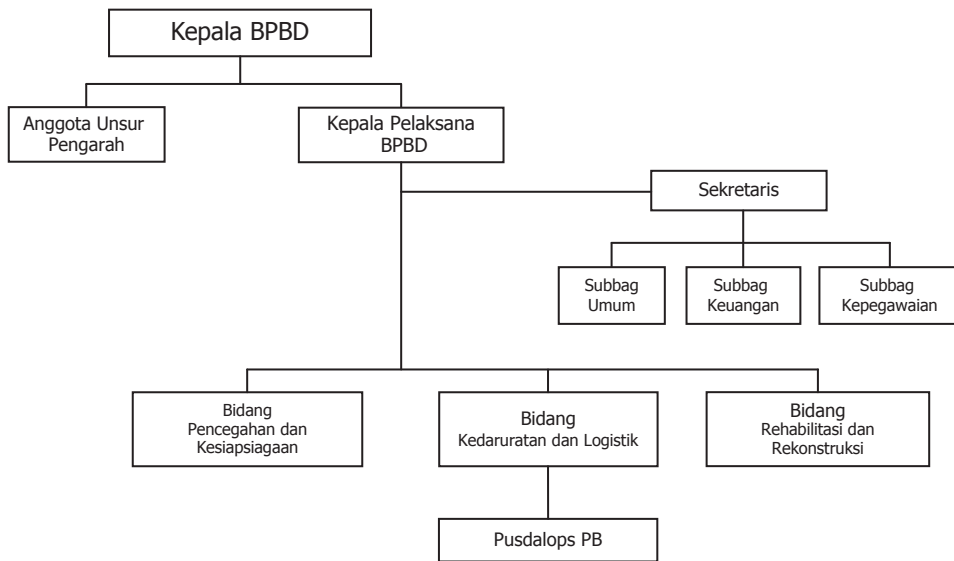 Kepala BPBD
Anggota Unsur
Pengarah
Kepala Pelaksana
BPBD
Sekretaris
Subbag
Umum
Subbag
Keuangan
Subbag
Kepegawaian
Bidang
Pencegahan dan
Kesiapsiagaan
Bidang
Kedaruratan dan Logistik
Bidang
Rehabilitasi dan
Rekonstruksi
Pusdalops PB